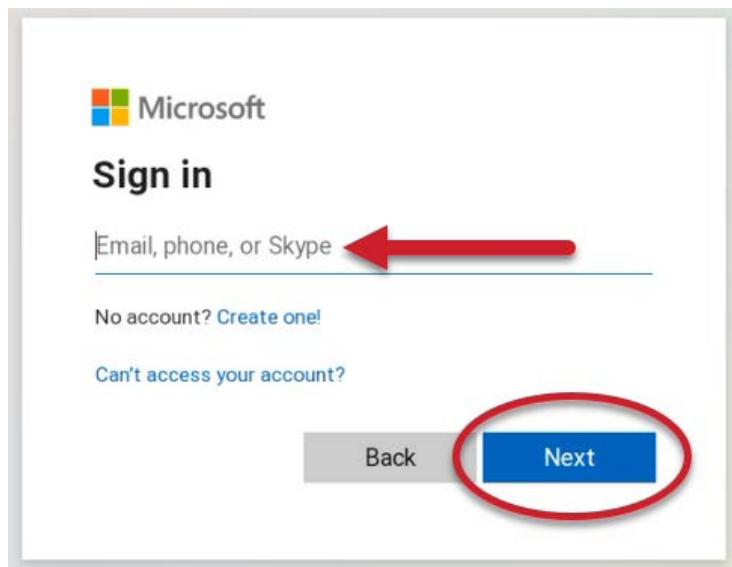 Microsoft
Sign in
Email, phone, or Skype
No account? Create one!
Can't access your account?
Back Next